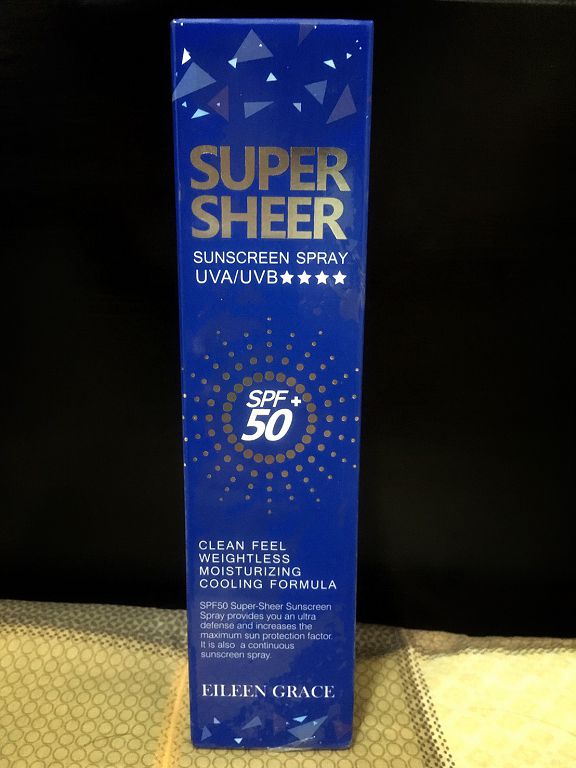 SUPER
SHEER
SUNSCREEN SPRAY
UVA/UVB★★★★
SPF+
50
CLEAN FEEL
WEIGHTLESS
MOISTURIZING
COOLING FORMULA
SPF50 Super-Sheer Sunscreen
Spray provides you an ultra
defense and increases the
maximum sun protection factor.
It is also a continuous
sunscreen spray.
EILEEN GRACE